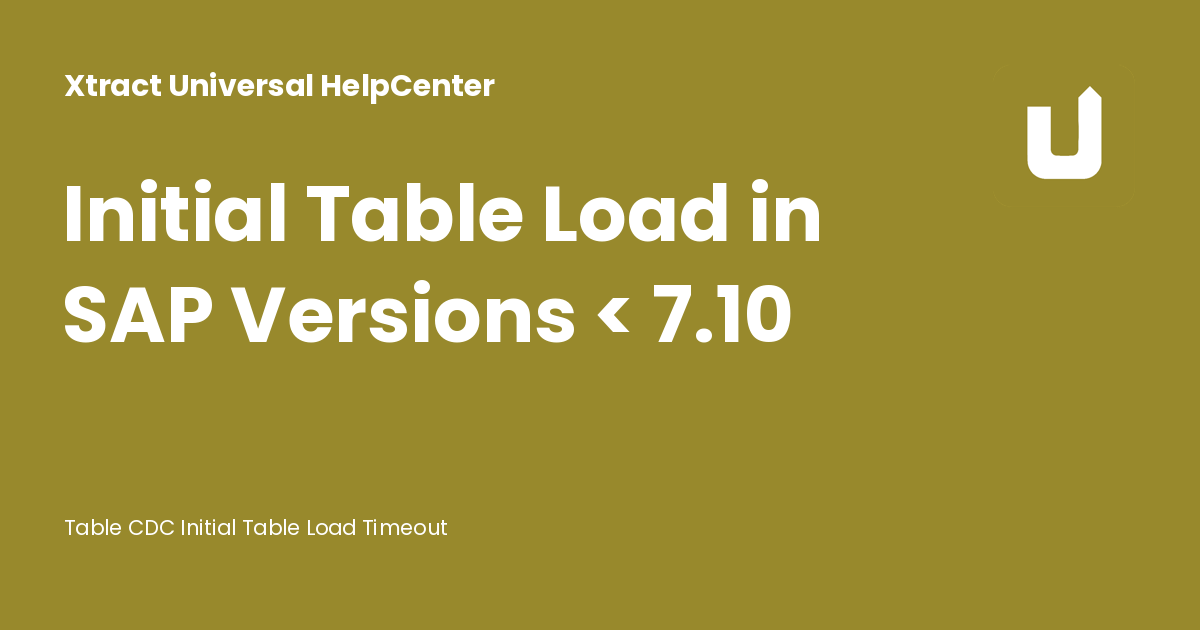 Xtract Universal HelpCenter
Initial Table Load in
SAP Versions < 7.10
Table CDC Initial Table Load Timeout